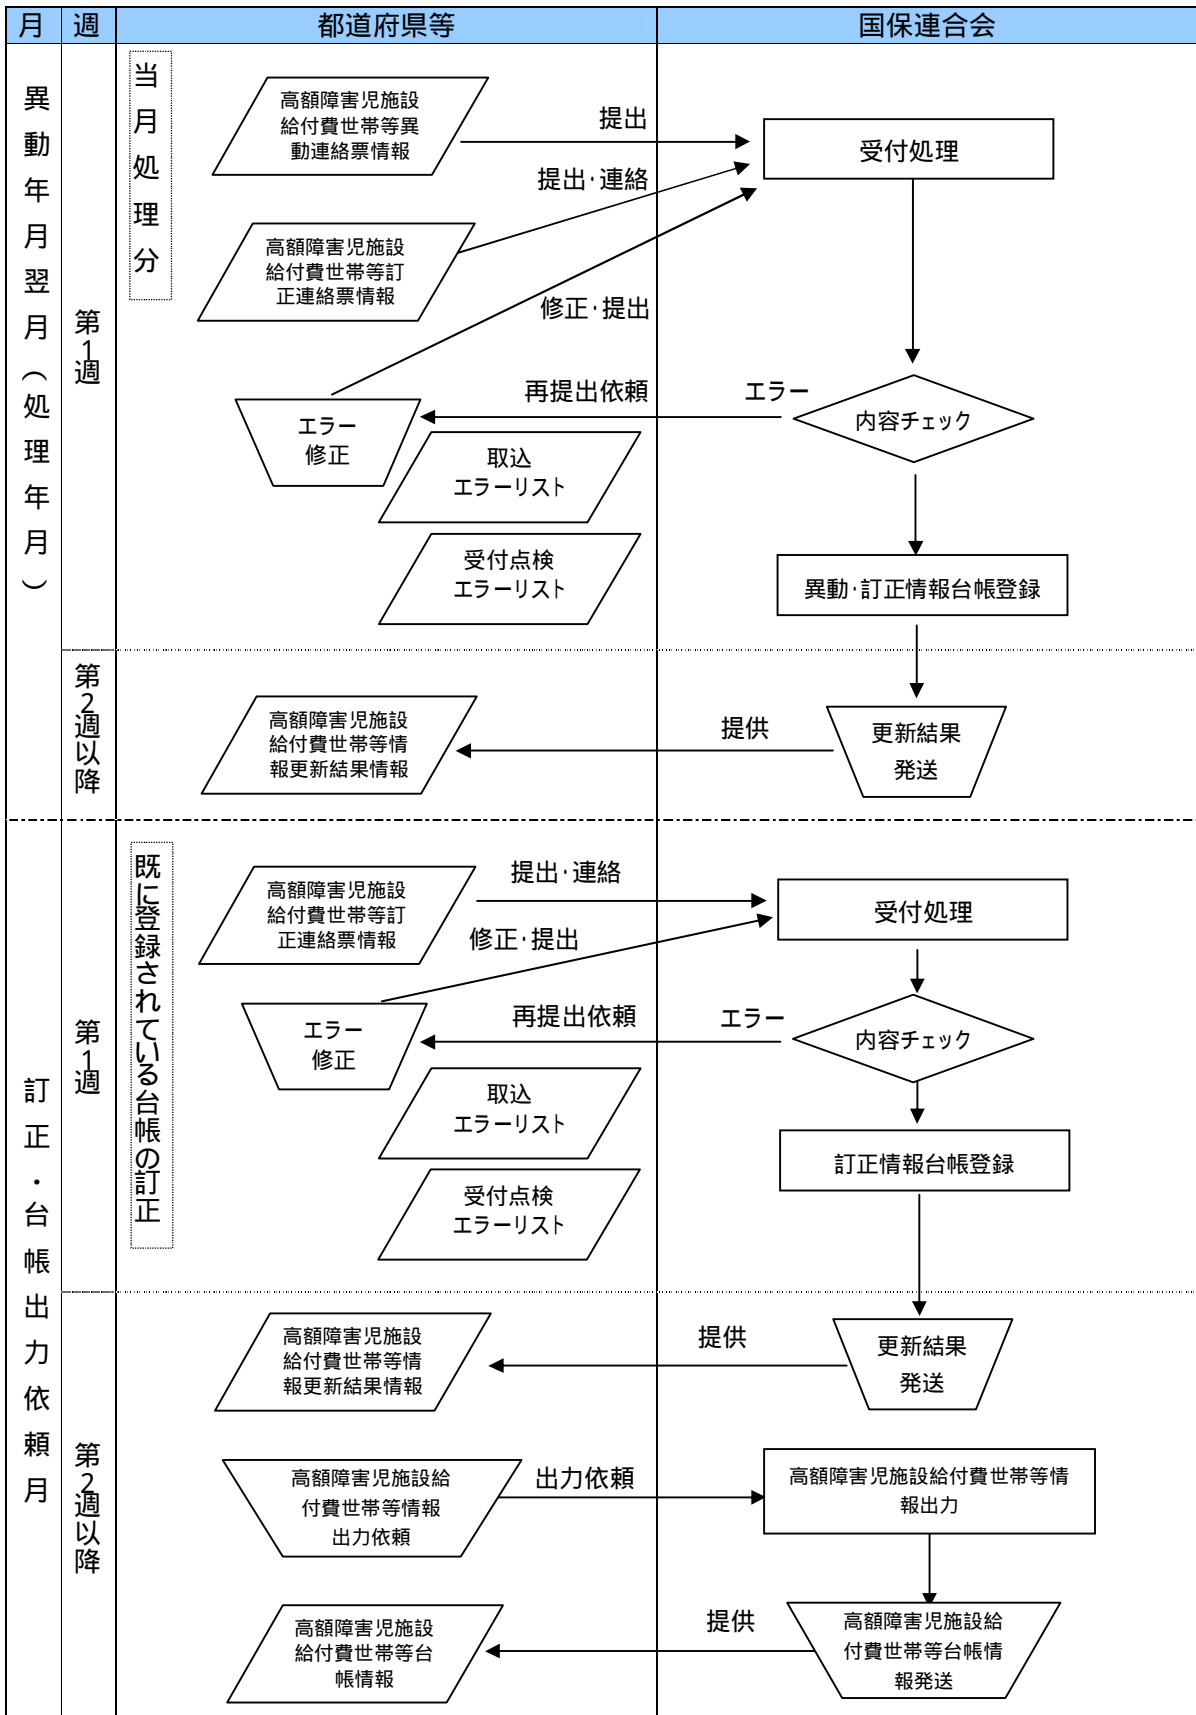 月
週
都道府県等
国保連合会
異動年月翌月（処理年月）
第1週
当月処理分
高額障害児施設
給付費世帯等異
動連絡票情報
提出
受付処理
提出･連絡
高額障害児施設
給付費世帯等訂
正連絡票情報
修正･提出
再提出依頼
エラー
内容チェック
エラー
修正
取込
エラーリスト
受付点検
エラーリスト
異動･訂正情報台帳登録
第2週以降
高額障害児施設
給付費世帯等情
報更新結果情報
提供
更新結果
発送
訂正・台帳出力依頼月
第1週
既に登録されている台帳の訂正
高額障害児施設
給付費世帯等訂
正連絡票情報
提出･連絡
受付処理
修正･提出
エラー
修正
再提出依頼
エラー
内容チェック
取込
エラーリスト
受付点検
エラーリスト
訂正情報台帳登録
第2週以降
高額障害児施設
給付費世帯等情
報更新結果情報
提供
更新結果
発送
高額障害児施設給
付費世帯等情報
出力依頼
出力依頼
高額障害児施設給付費世帯等情
報出力
高額障害児施設
給付費世帯等台
帳情報
提供
高額障害児施設給
付費世帯等台帳情
報発送